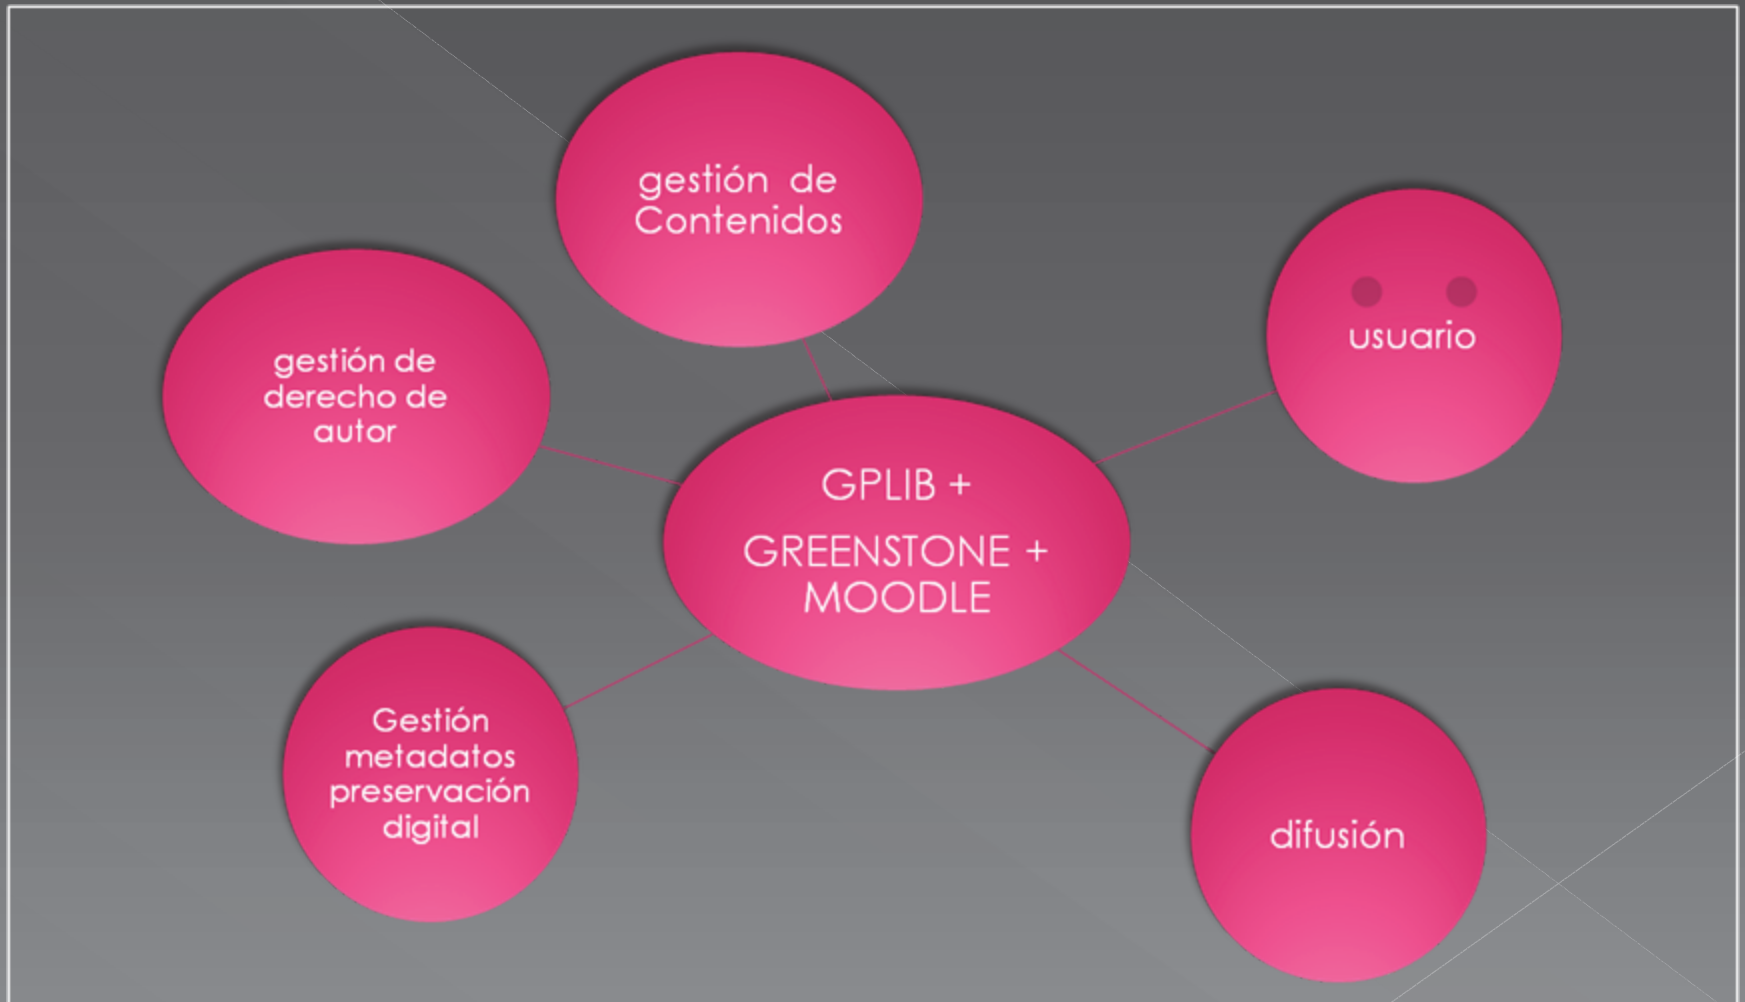 gestión de
Contenidos
usuario
gestión de
derecho de
autor
GPLIB +
GREENSTONE +
MOODLE
Gestión
metadatos
preservación
digital
difusión